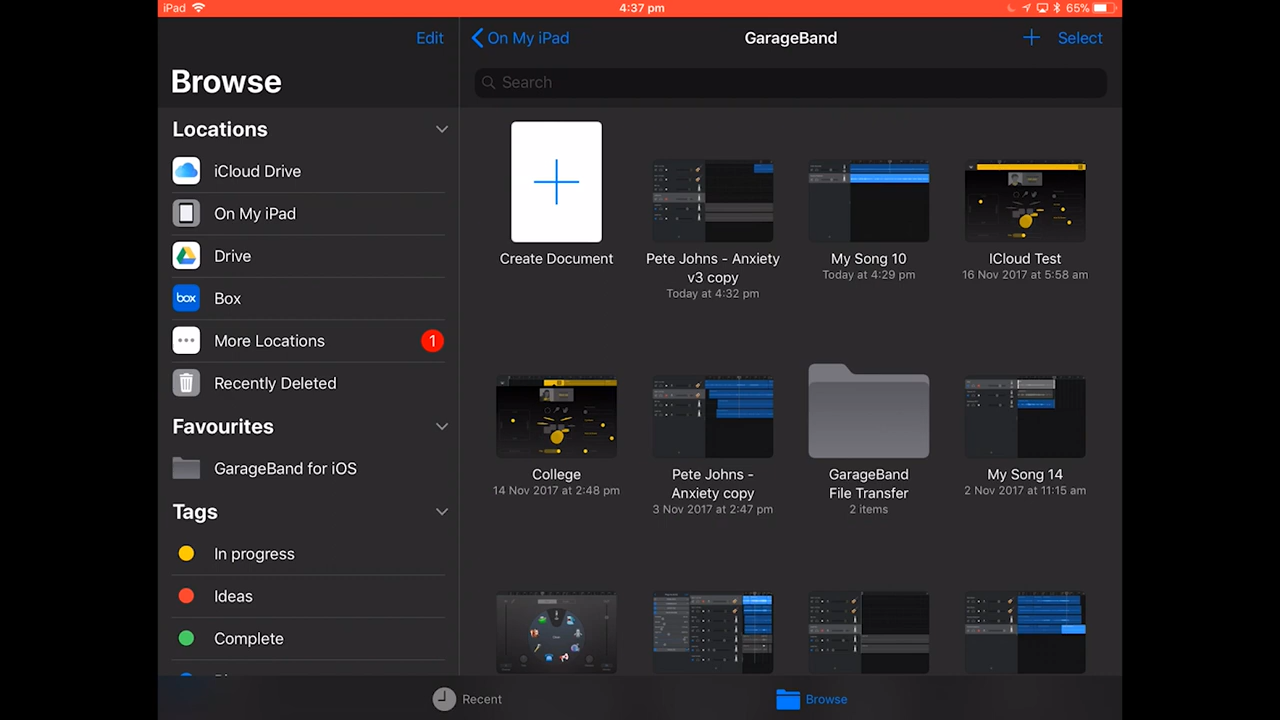 iPad
4:37 pm
65%
Edit
Browse
Locations
iCloud Drive
On My iPad
Drive
box
Box
More Locations
1
Recently Deleted
Favourites
GarageBand for iOS
Tags
In progress
Ideas
Complete
On My iPad
GarageBand
Select
Search
Create Document
Pete Johns - Anxiety
v3 copy
Today at 4:32 pm
My Song 10
Today at 4:29 pm
ICloud Test
16 Nov 2017 at 5:58 am
College
14 Nov 2017 at 2:48 pm
Pete Johns -
Anxiety copy
3 Nov 2017 at 2:47 pm
GarageBand
File Transfer
2 items
My Song 14
2 Nov 2017 at 11:15 am
Recent
Browse